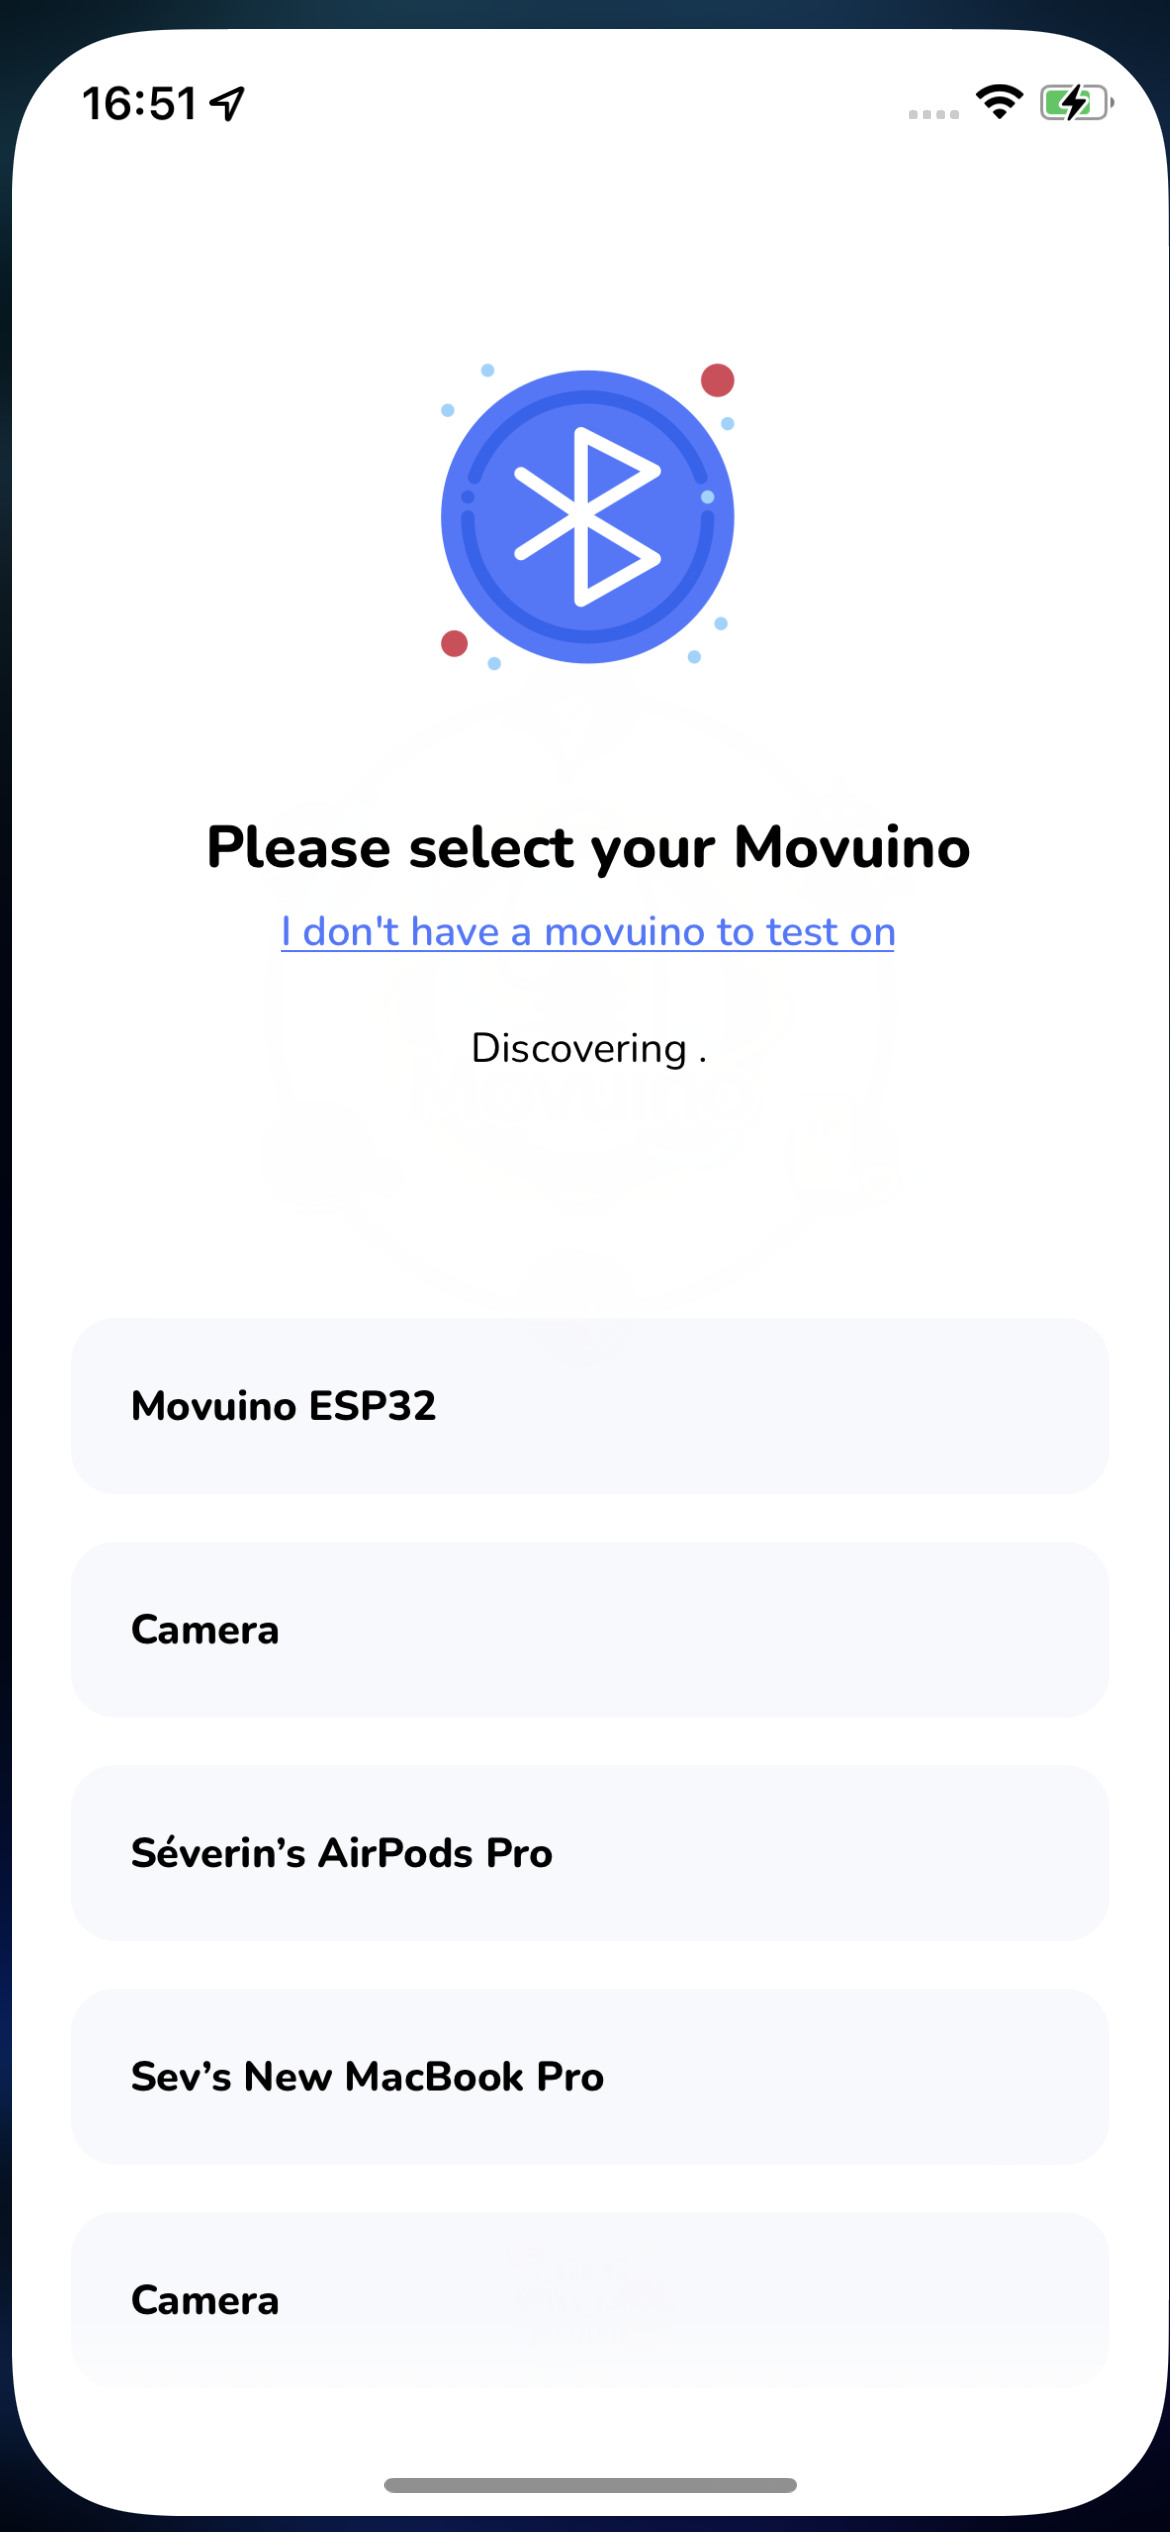 16:51
Please select your Movuino
I don't have a movuino to test on
Discovering .
Movuino ESP32
Camera
Séverin’s AirPods Pro
Sev’s New MacBook Pro
Camera